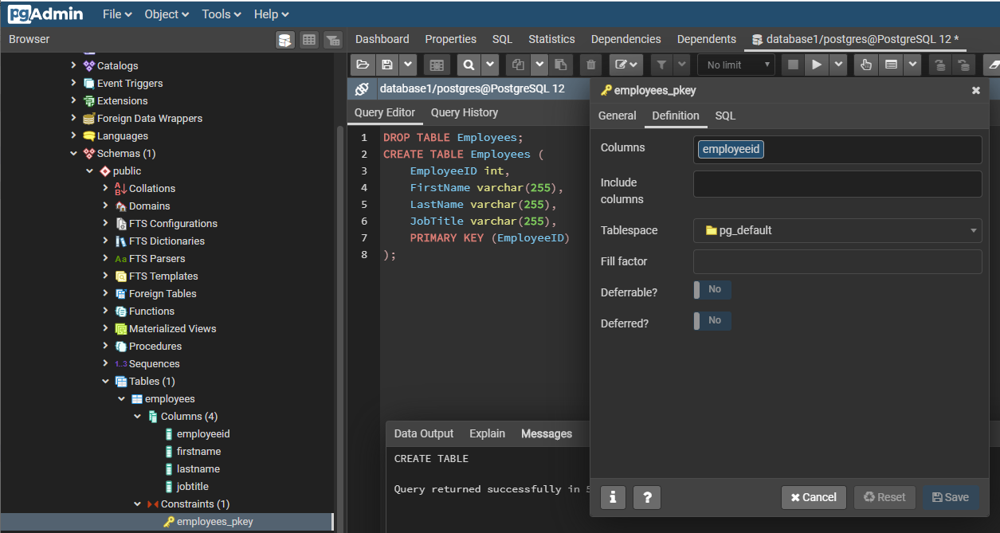 pgAdmin File Object Tools Help
Browser
Dashboard Properties SQL Statistics Dependencies Dependents database1/postgres@PostgreSQL 12 *
No limit
Catalogs
Event Triggers
Extensions
Foreign Data Wrappers
Languages
Schemas (1)
public
Collations
Domains
FTS Configurations
FTS Dictionaries
Aa FTS Parsers
FTS Templates
Foreign Tables
Functions
Materialized Views
Procedures
1..3 Sequences
Tables (1)
employees
Columns (4)
employeeid
firstname
lastname
jobtitle
Constraints (1)
employees_pkey
database1/postgres@PostgreSQL 12
Query Editor Query History
1 DROP TABLE Employees;
2 CREATE TABLE Employees (
3 EmployeeID int,
4 FirstName varchar(255),
5 LastName varchar(255),
6 JobTitle varchar(255),
7 PRIMARY KEY (EmployeeID)
8 );
Data Output Explain Messages
CREATE TABLE
Query returned successfully in
employees_pkey
General Definition SQL
Columns employeeid
Include
columns
Tablespace pg_default
Fill factor
Deferrable? No
Deferred? No
i ? Cancel Reset Save